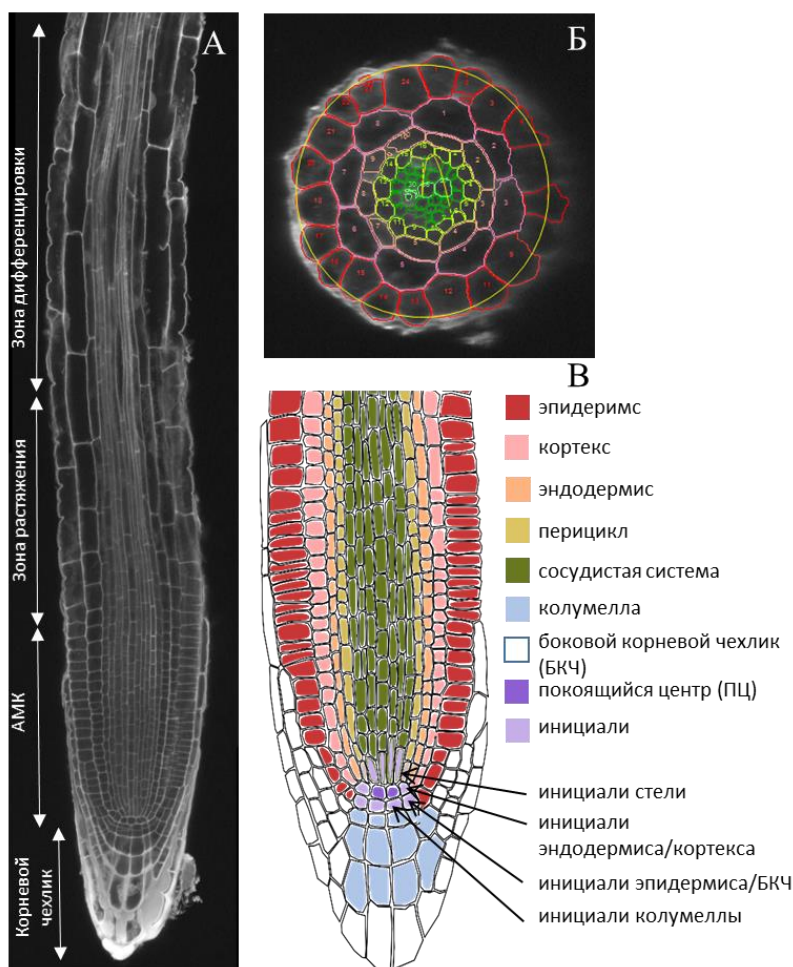 А
Зона дифференцировки
Зона растяжения
АМК
Корневой
чехлик
Б
В
эпидеримс
кортекс
эндодермис
перицикл
сосудистая система
колумелла
боковой корневой чехлик
(БКЧ)
покоящийся центр (ПЦ)
инициали
инициали стели
инициали
эндодермиса/кортекса
инициали эпидермиса/БКЧ
инициали колумеллы